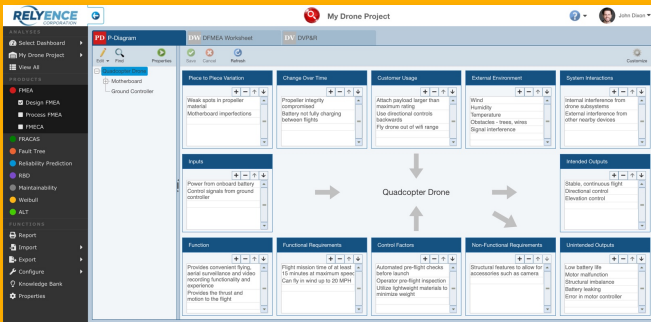 RELYENCE
CORPORATION
My Drone Project
John Dixon
ANALYSES
Select Dashboard
My Drone Project
View All
PRODUCTS
FMEA
Design FMEA
Process FMEA
FMECA
FRACAS
Fault Tree
Reliability Prediction
RBD
Maintainability
Weibull
ALT
FUNCTIONS
Report
Import
Export
Configure
Knowledge Bank
Properties
PD P-Diagram
DW DFMEA Worksheet
DV DVP&R
Edit
Find
Properties
Save
Cancel
Refresh
Customize
Quadcopter Drone
Motherboard
Ground Controller
Piece to Piece Variation
Weak spots in propeller
material
Motherboard imperfections
Change Over Time
Propeller integrity
compromised
Battery not fully charging
between flights
Customer Usage
Attach payload larger than
maximum rating
Use directional controls
backwards
Fly drone out of wifi range
External Environment
Wind
Humidity
Temperature
Obstacles - trees, wires
Signal interference
System Interactions
Internal interference from
drone subsystems
External interference from
other nearby devices
Inputs
Power from onboard battery
Control signals from ground
controller
Quadcopter Drone
Intended Outputs
Stable, continuous flight
Directional control
Elevation control
Function
Provides convenient flying,
aerial surveillance and video
recording functionality and
experience
Provides the thrust and
motion to the flight
Functional Requirements
Flight mission time of at least
15 minutes at maximum speed
Can fly in wind up to 20 MPH
Control Factors
Automated pre-flight checks
before launch
Operator pre-flight inspection
Utilize lightweight materials to
minimize weight
Non-Functional Requirements
Structural features to allow for
accessories such as camera
Unintended Outputs
Low battery life
Motor malfunction
Structural imbalance
Battery leaking
Error in motor controller